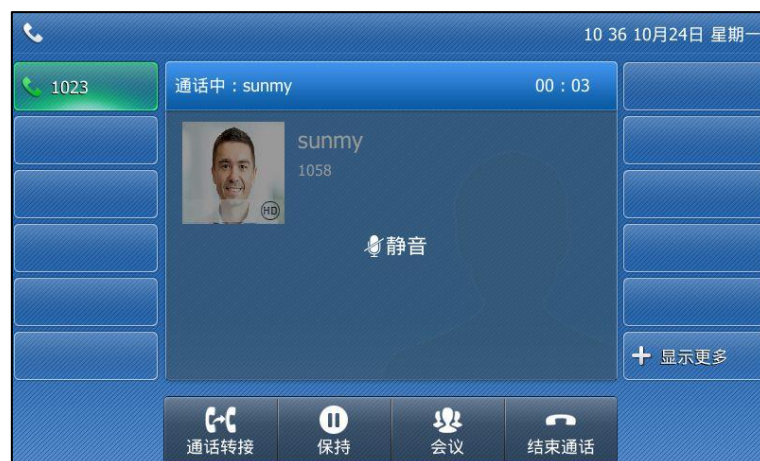 10 36 10月24日 星期一
1023
通话中：sunmy 00：03
sunmy
1058
HD
静音
显示更多
通话转接 保持 会议 结束通话